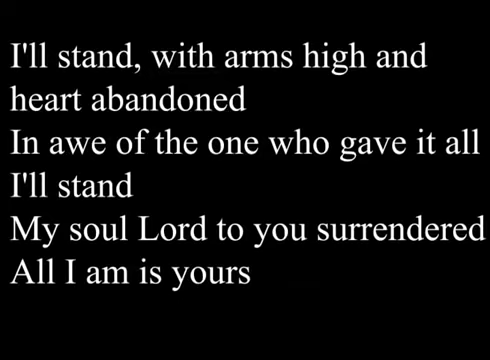 I'll stand, with arms high and
heart abandoned
In awe of the one who gave it all
I'll stand
My soul Lord to you surrendered
All I am is yours